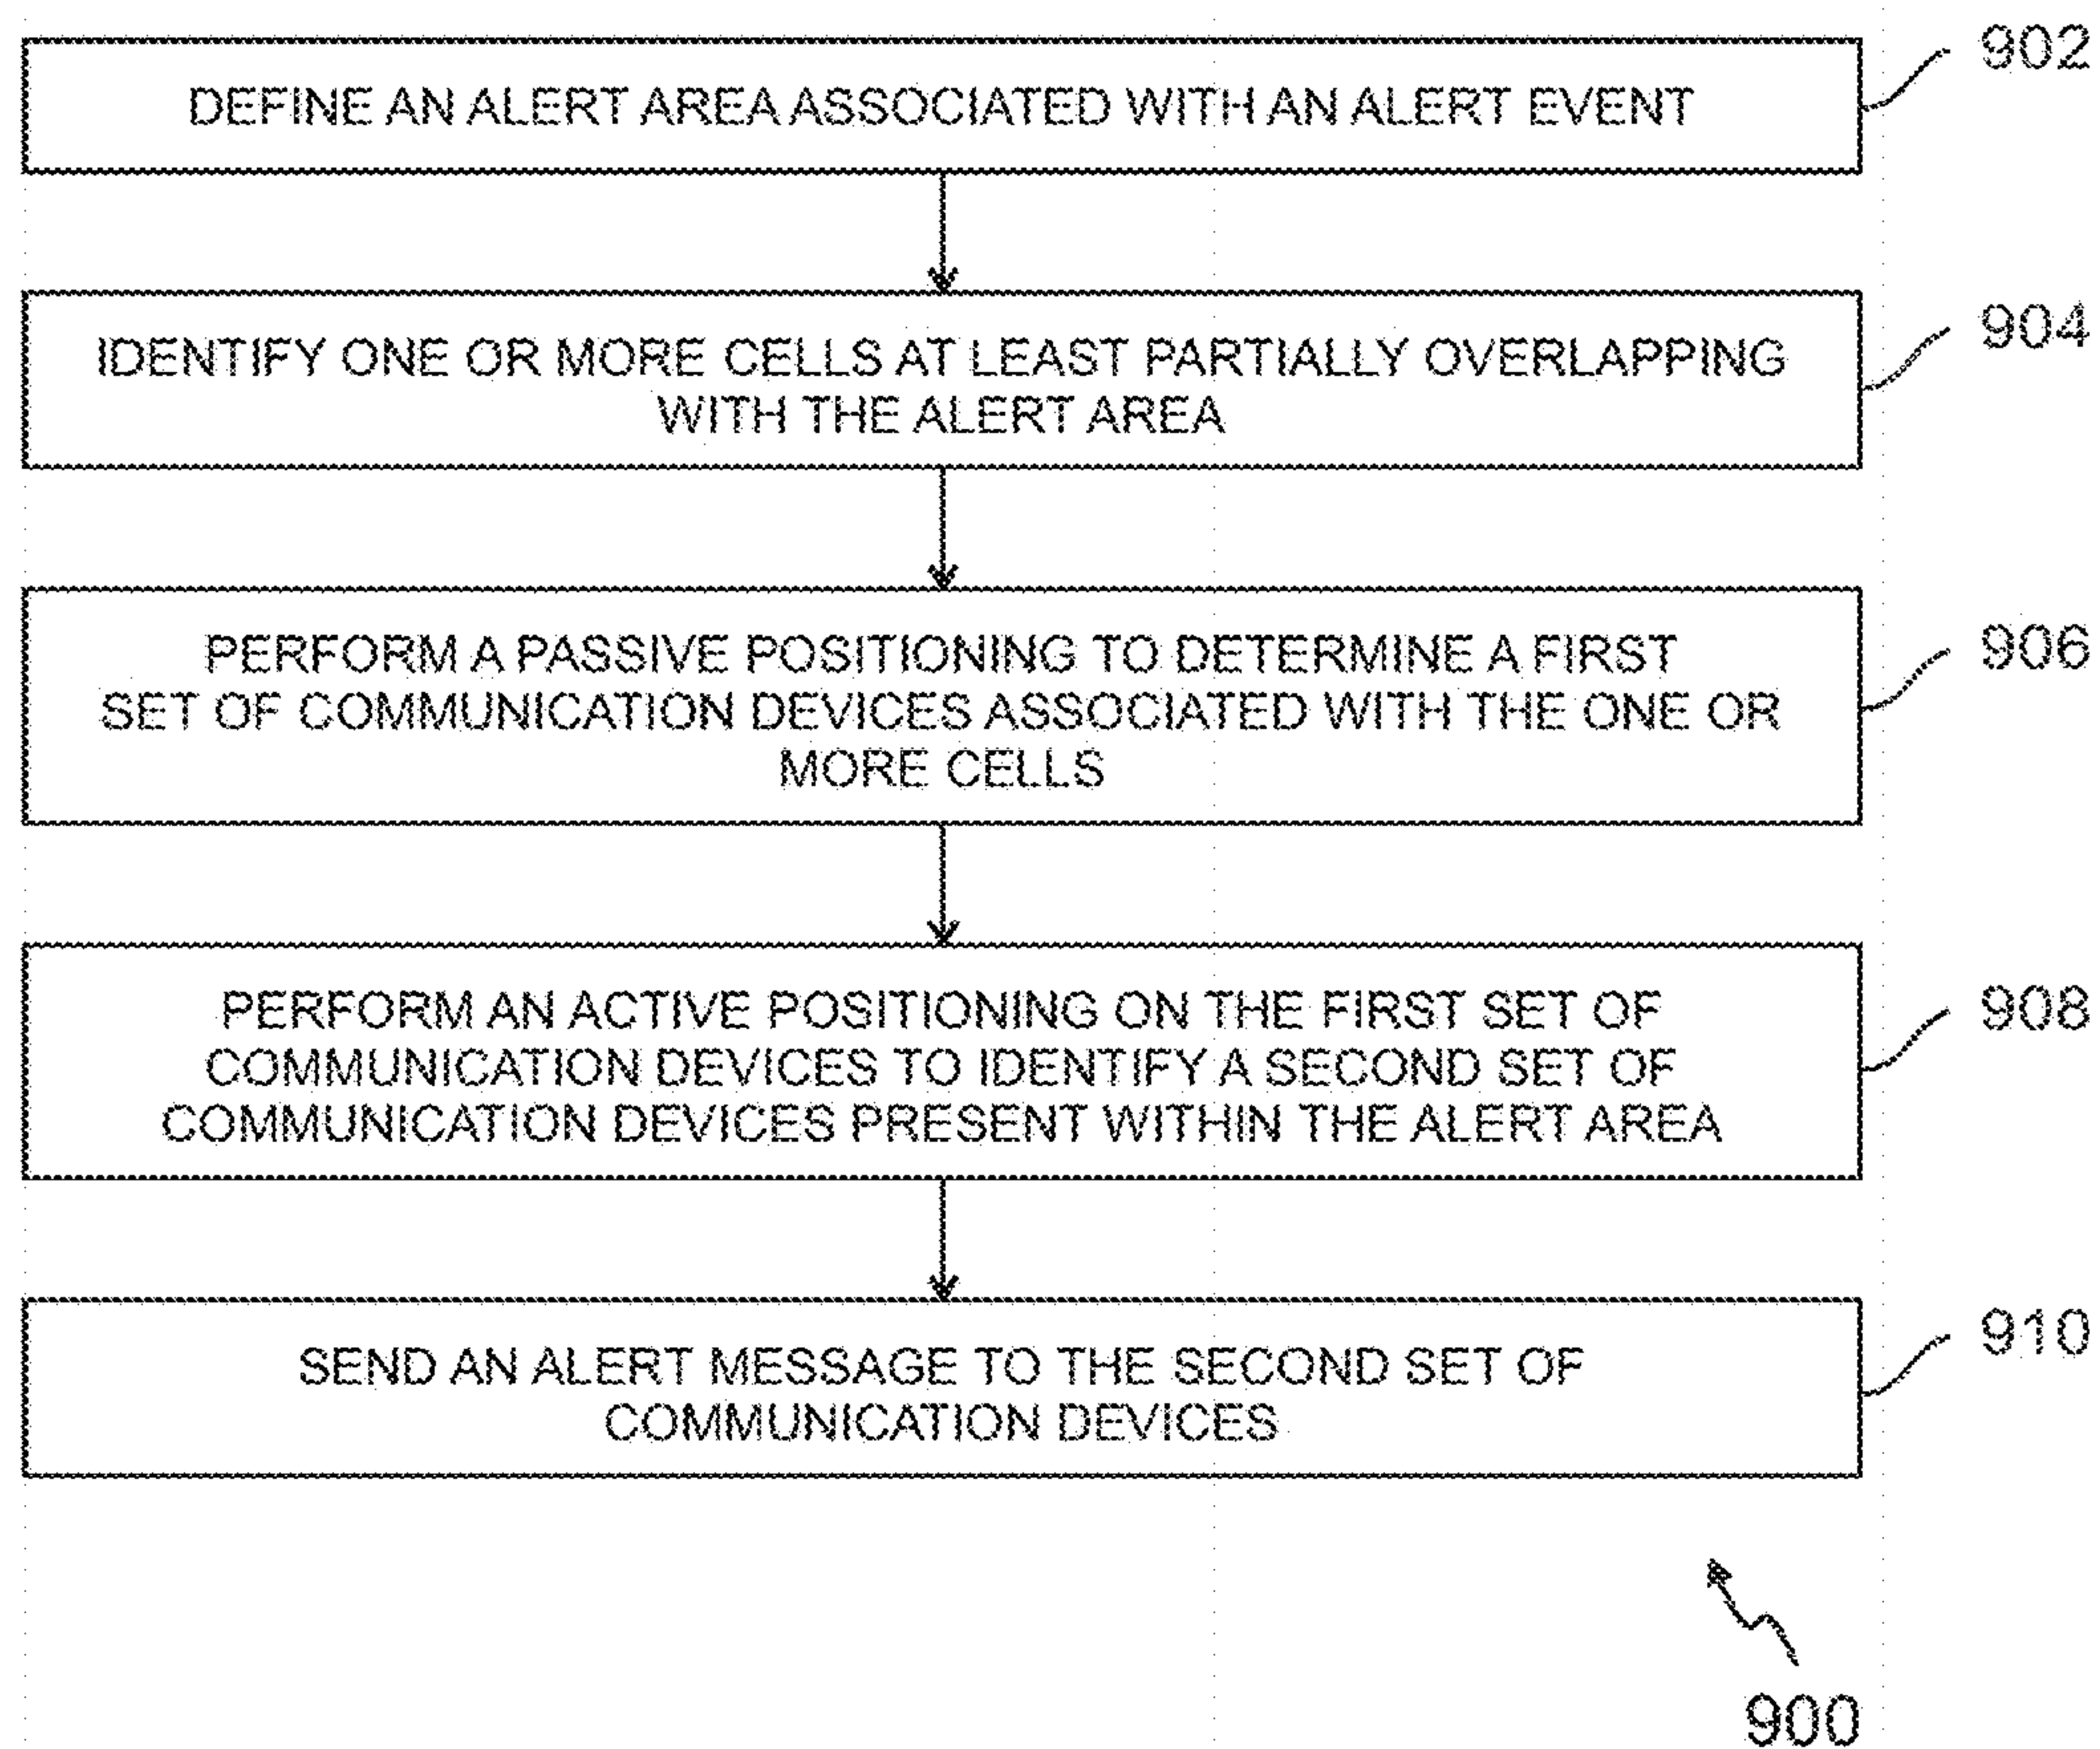 DEFINE AN ALERT AREA ASSOCIATED WITH AN ALERT EVENT
902
IDENTIFY ONE OR MORE CELLS AT LEAST PARTIALLY OVERLAPPING
WITH THE ALERT AREA
904
PERFORM A PASSIVE POSITIONING TO DETERMINE A FIRST
SET OF COMMUNICATION DEVICES ASSOCIATED WITH THE ONE OR
MORE CELLS
906
PERFORM AN ACTIVE POSITIONING ON THE FIRST SET OF
COMMUNICATION DEVICES TO IDENTIFY A SECOND SET OF
COMMUNICATION DEVICES PRESENT WITHIN THE ALERT AREA
908
SEND AN ALERT MESSAGE TO THE SECOND SET OF
COMMUNICATION DEVICES
910
900